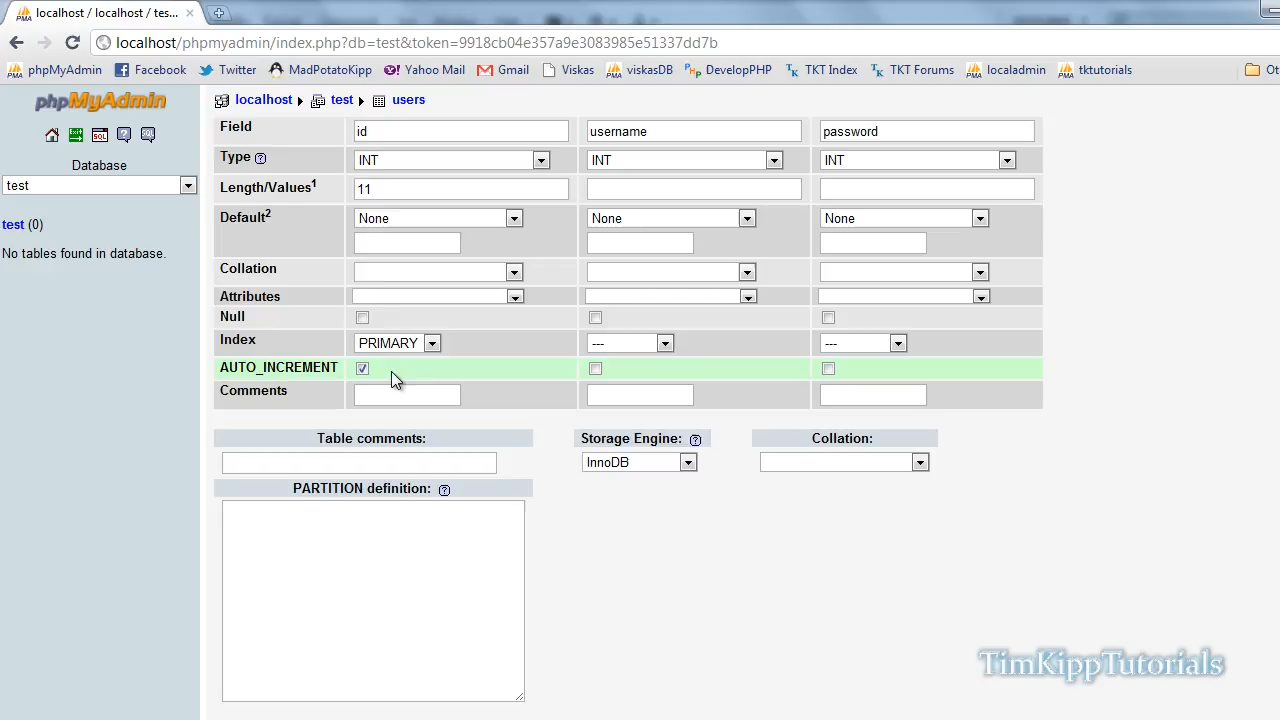 localhost / localhost / tes...
localhost/phpmyadmin/index.php?db=test&token=9918cb04e357a9e3083985e51337dd7b
phpMyAdmin Facebook Twitter MadPotatoKipp Yahoo Mail Gmail Viskas viskasDB DevelopPHP TKT Index TKT Forums localadmin tktutorials Ot
phpMyAdmin
localhost test users
Database
test
test (0)
No tables found in database.
Field id username password
Type INT INT INT
Length/Values1 11
Default2 None None None
Collation
Attributes
Null
Index PRIMARY --- ---
AUTO_INCREMENT
Comments
Table comments: Storage Engine: Collation:
InnoDB
PARTITION definition:
TimKippTutorials